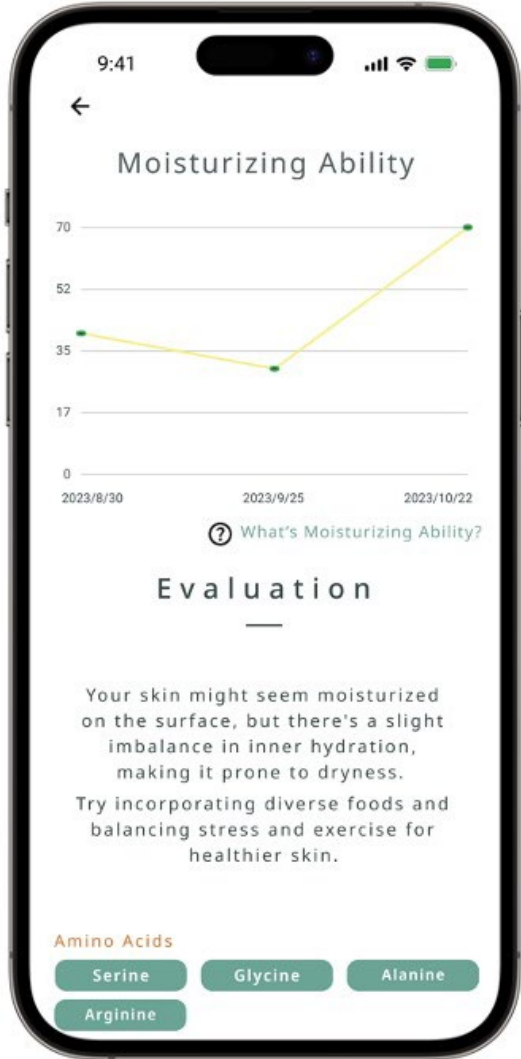 9:41
Moisturizing Ability
70
52
35
17
0
2023/8/30 2023/9/25 2023/10/22
? What's Moisturizing Ability?
Evaluation
Your skin might seem moisturized
on the surface, but there's a slight
imbalance in inner hydration,
making it prone to dryness.
Try incorporating diverse foods and
balancing stress and exercise for
healthier skin.
Amino Acids
Serine Glycine Alanine
Arginine